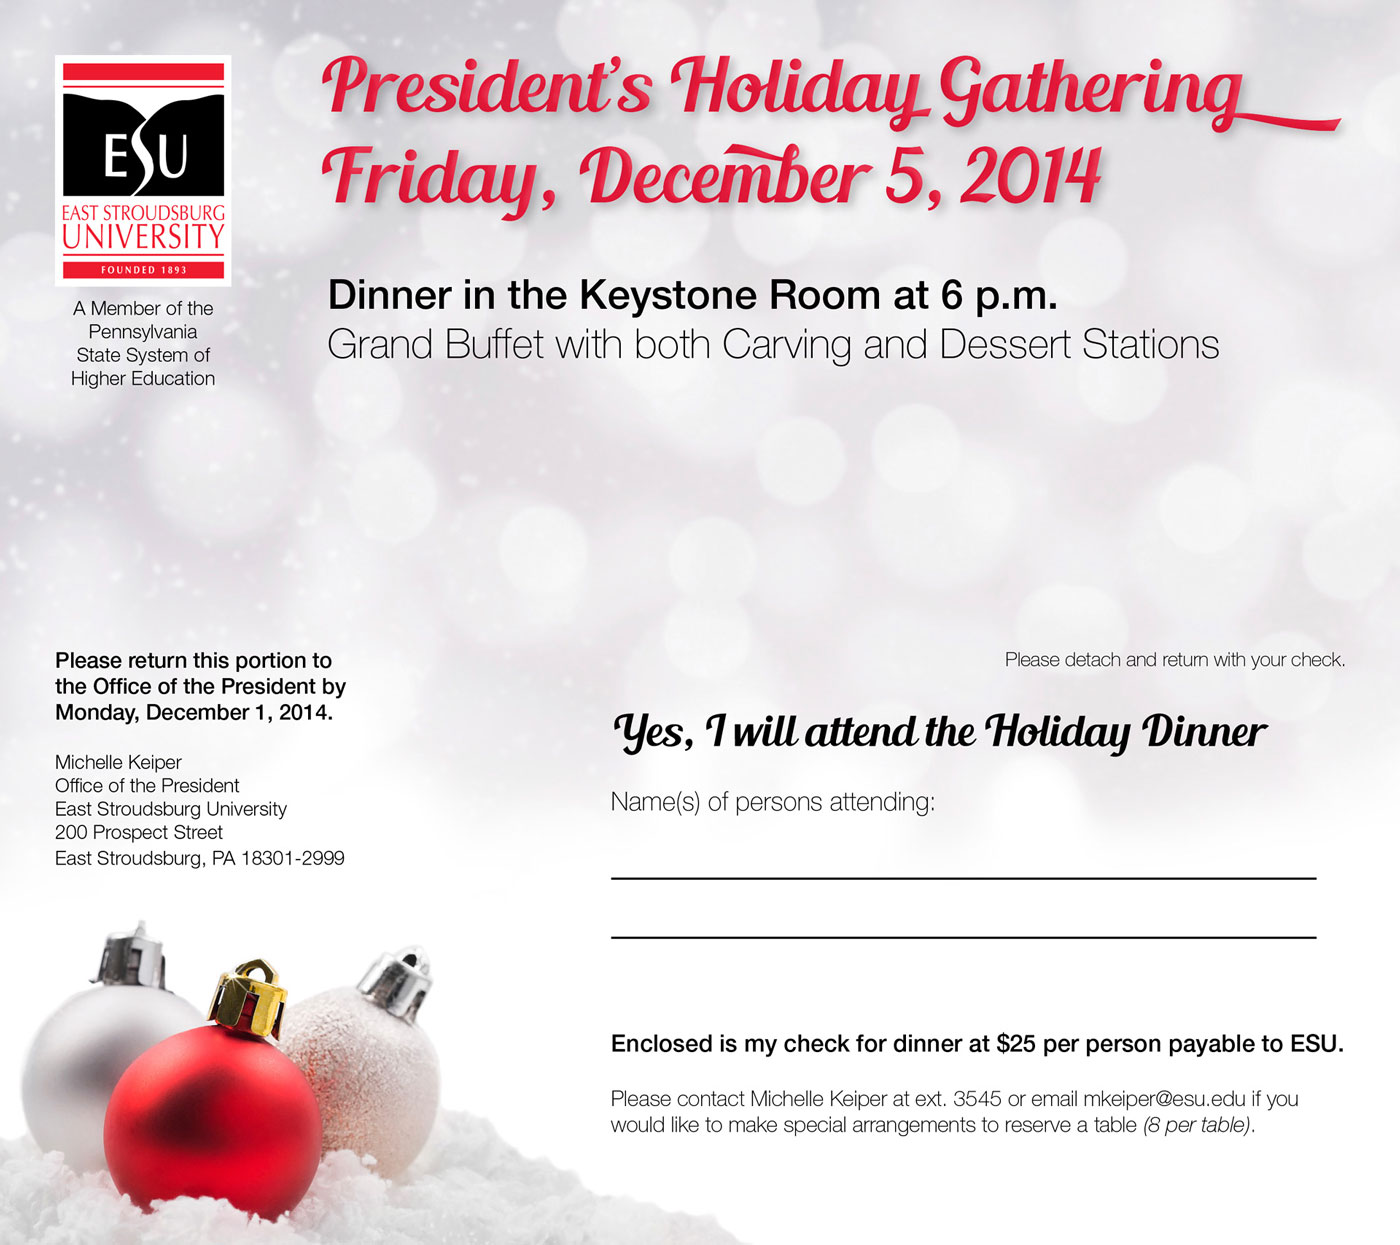 President's Holiday Gathering
Friday, December 5, 2014
ESU
EAST STROUDSBURG
UNIVERSITY
FOUNDED 1893
A Member of the
Pennsylvania
State System of
Higher Education
Dinner in the Keystone Room at 6 p.m.
Grand Buffet with both Carving and Dessert Stations
Please return this portion to
the Office of the President by
Monday, December 1, 2014.
Michelle Keiper
Office of the President
East Stroudsburg University
200 Prospect Street
East Stroudsburg, PA 18301-2999
Please detach and return with your check.
Yes, I will attend the Holiday Dinner
Name(s) of persons attending:
Enclosed is my check for dinner at $25 per person payable to ESU.
Please contact Michelle Keiper at ext. 3545 or email mkeiper@esu.edu if you
would like to make special arrangements to reserve a table (8 per table).